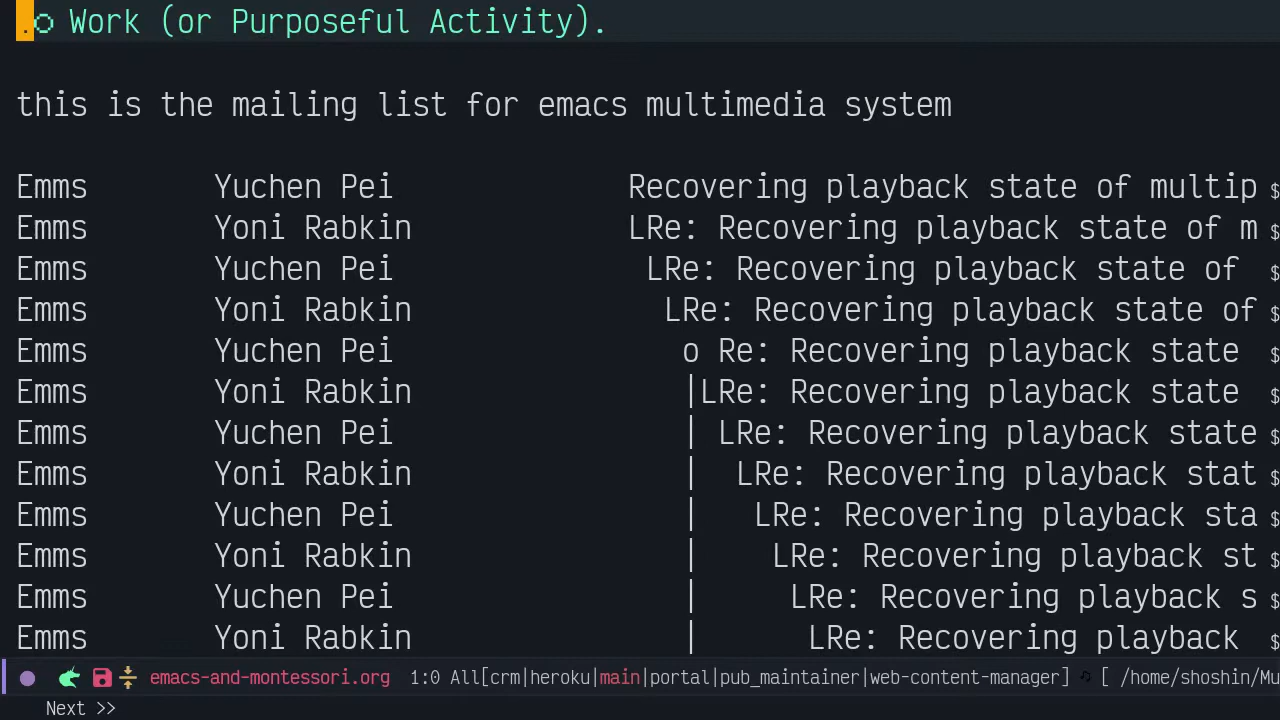 .o Work (or Purposeful Activity).
this is the mailing list for emacs multimedia system
Emms Yuchen Pei Recovering playback state of multip $
Emms Yoni Rabkin LRe: Recovering playback state of m $
Emms Yuchen Pei LRe: Recovering playback state of $
Emms Yoni Rabkin LRe: Recovering playback state of $
Emms Yuchen Pei o Re: Recovering playback state $
Emms Yoni Rabkin |LRe: Recovering playback state $
Emms Yuchen Pei | LRe: Recovering playback state $
Emms Yoni Rabkin | LRe: Recovering playback stat $
Emms Yuchen Pei | LRe: Recovering playback sta $
Emms Yoni Rabkin | LRe: Recovering playback st $
Emms Yuchen Pei | LRe: Recovering playback s $
Emms Yoni Rabkin | LRe: Recovering playback $
emacs-and-montessori.org 1:0 All[crm|heroku|main|portal|pub_maintainer|web-content-manager] ♫ [ /home/shoshin/Mu
Next >>